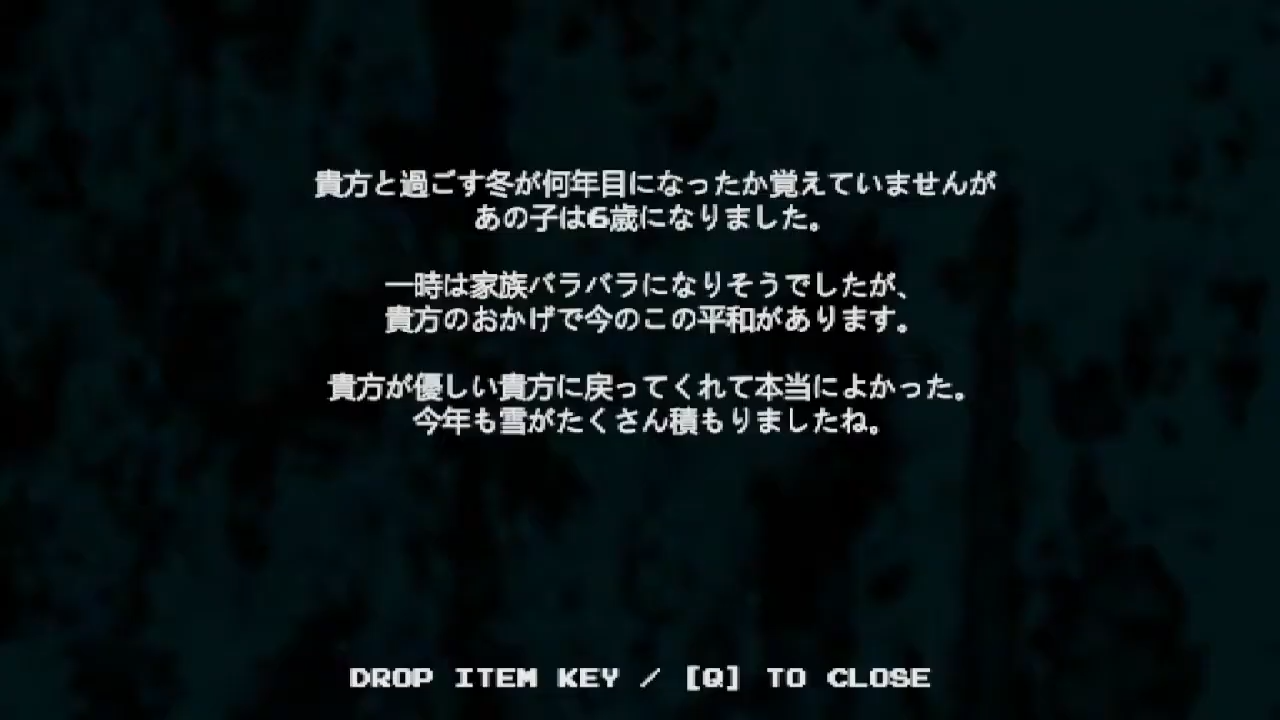 貴方と過ごす冬が何年目になったか覚えていませんが
あの子は6歳になりました。
一時は家族バラバラになりそうでしたが、
貴方のおかげで今のこの平和があります。
貴方が優しい貴方に戻ってくれて本当によかった。
今年も雪がたくさん積もりましたね。
DROP ITEM KEY / [Q] TO CLOSE